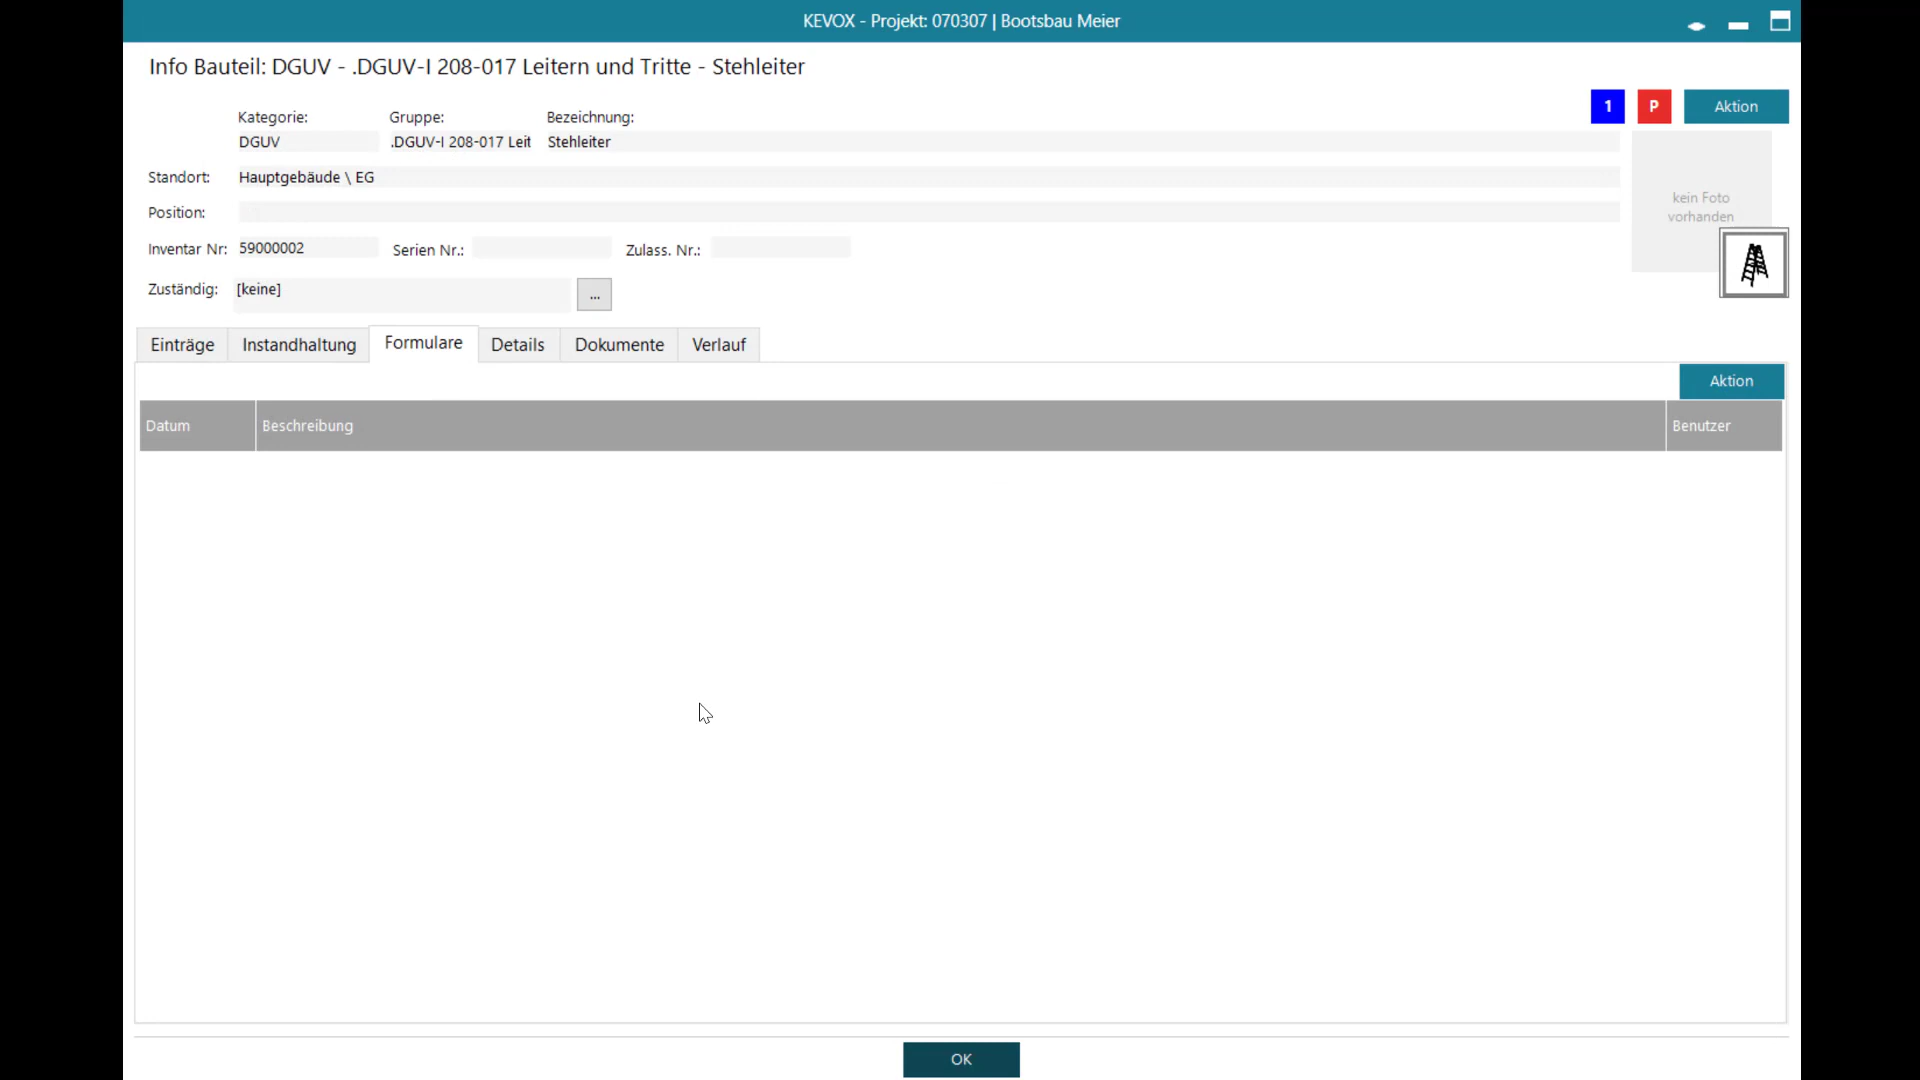 KEVOX - Projekt: 070307 | Bootsbau Meier
Info Bauteil: DGUV - .DGUV-I 208-017 Leitern und Tritte - Stehleiter
1 P Aktion
Kategorie: Gruppe: Bezeichnung:
DGUV .DGUV-I 208-017 Leit Stehleiter
Standort: Hauptgebäude \ EG
kein Foto
vorhanden
Position:
Inventar Nr: 59000002 Serien Nr.: Zulass. Nr.:
Zuständig: [keine] ...
Einträge Instandhaltung Formulare Details Dokumente Verlauf
Aktion
Datum Beschreibung Benutzer
OK